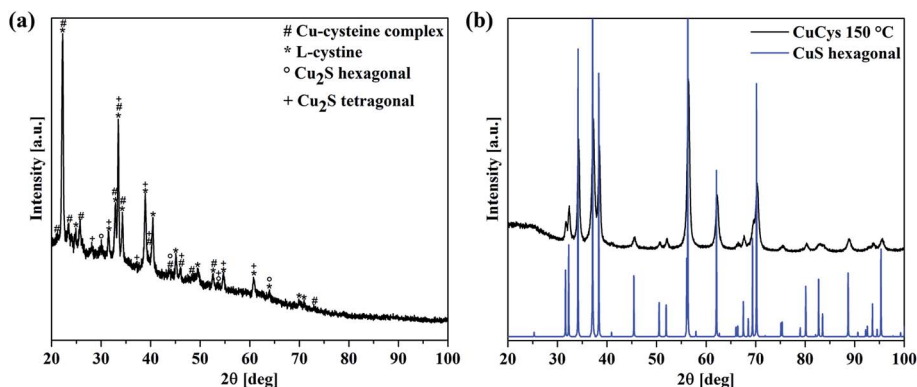 (a)
# Cu-cysteine complex
* L-cystine
° Cu₂S hexagonal
+ Cu₂S tetragonal
Intensity [a.u.]
20 30 40 50 60 70 80 90 100
2θ [deg]
(b)
CuCys 150 °C
CuS hexagonal
Intensity [a.u.]
20 30 40 50 60 70 80 90 100
2θ [deg]